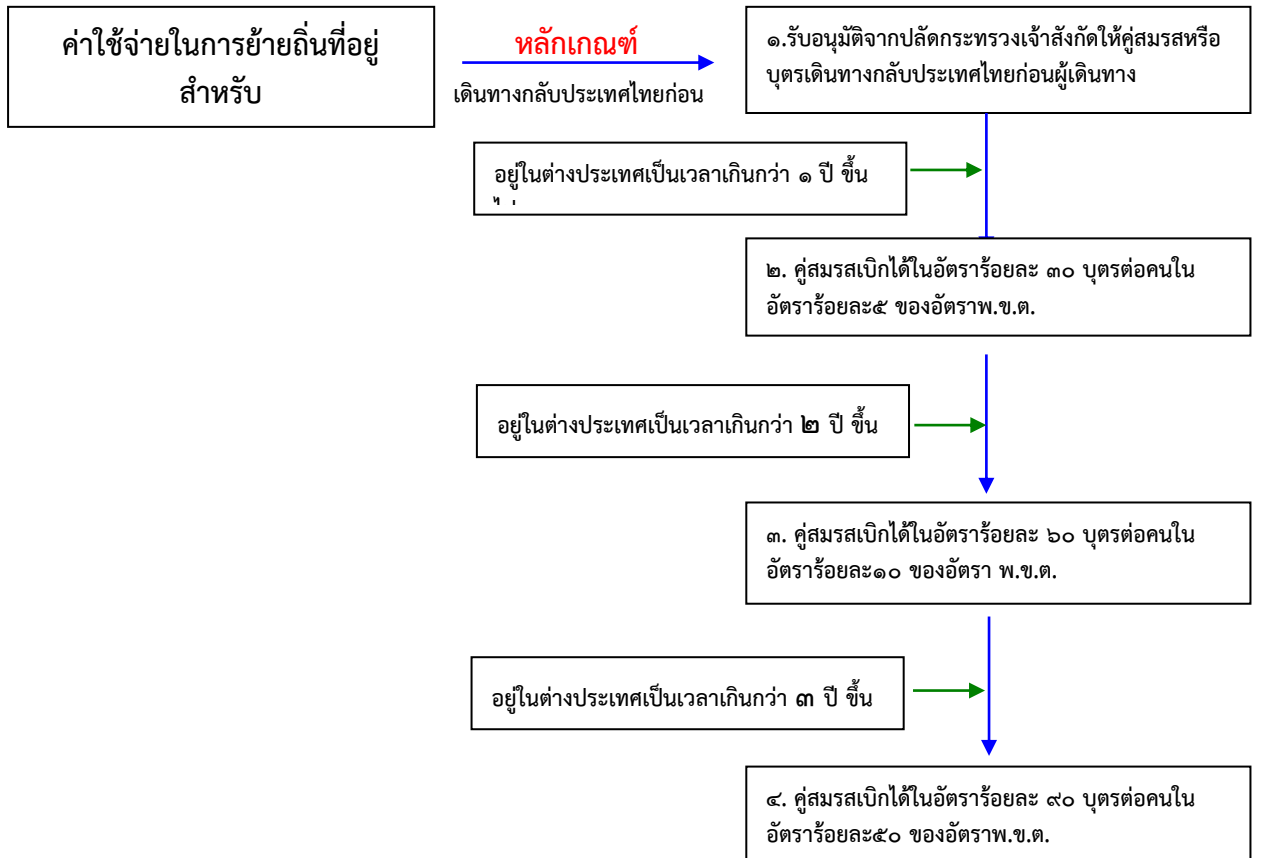 ค่าใช้จ่ายในการย้ายถิ่นที่อยู่
สำหรับ
หลักเกณฑ์
เดินทางกลับประเทศไทยก่อน
๑.รับอนุมัติจากปลัดกระทรวงเจ้าสังกัดให้คู่สมรสหรือ
บุตรเดินทางกลับประเทศไทยก่อนผู้เดินทาง
อยู่ในต่างประเทศเป็นเวลาเกินกว่า ๑ ปี ขึ้น
๒. คู่สมรสเบิกได้ในอัตราร้อยละ ๓๐ บุตรต่อคนใน
อัตราร้อยละ๕ ของอัตราพ.ข.ต.
อยู่ในต่างประเทศเป็นเวลาเกินกว่า ๒ ปี ขึ้น
๓. คู่สมรสเบิกได้ในอัตราร้อยละ ๖๐ บุตรต่อคนใน
อัตราร้อยละ๑๐ ของอัตรา พ.ข.ต.
อยู่ในต่างประเทศเป็นเวลาเกินกว่า ๓ ปี ขึ้น
๔. คู่สมรสเบิกได้ในอัตราร้อยละ ๙๐ บุตรต่อคนใน
อัตราร้อยละ๕๐ ของอัตราพ.ข.ต.